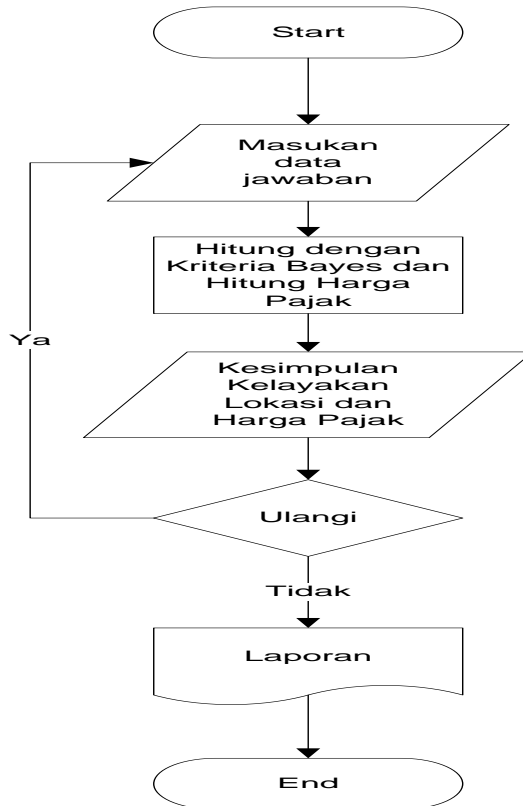 Start
Masukan
data
jawaban
Hitung dengan
Kriteria Bayes dan
Hitung Harga
Pajak
Ya
Kesimpulan
Kelayakan
Lokasi dan
Harga Pajak
Ulangi
Tidak
Laporan
End